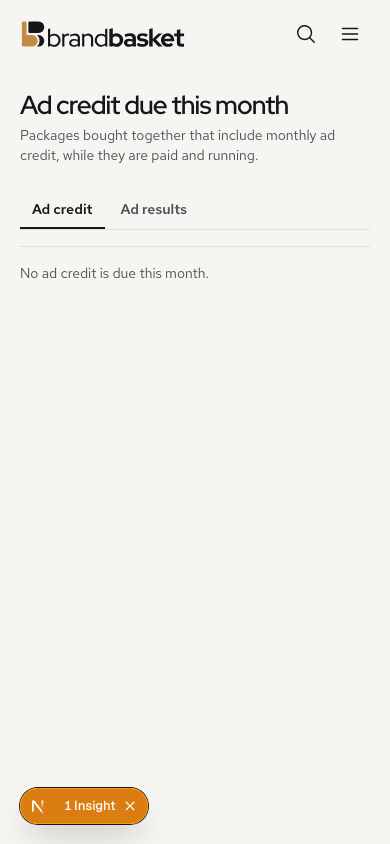 brandbasket
Ad credit due this month
Packages bought together that include monthly ad
credit, while they are paid and running.
Ad credit Ad results
No ad credit is due this month.
N 1 Insight